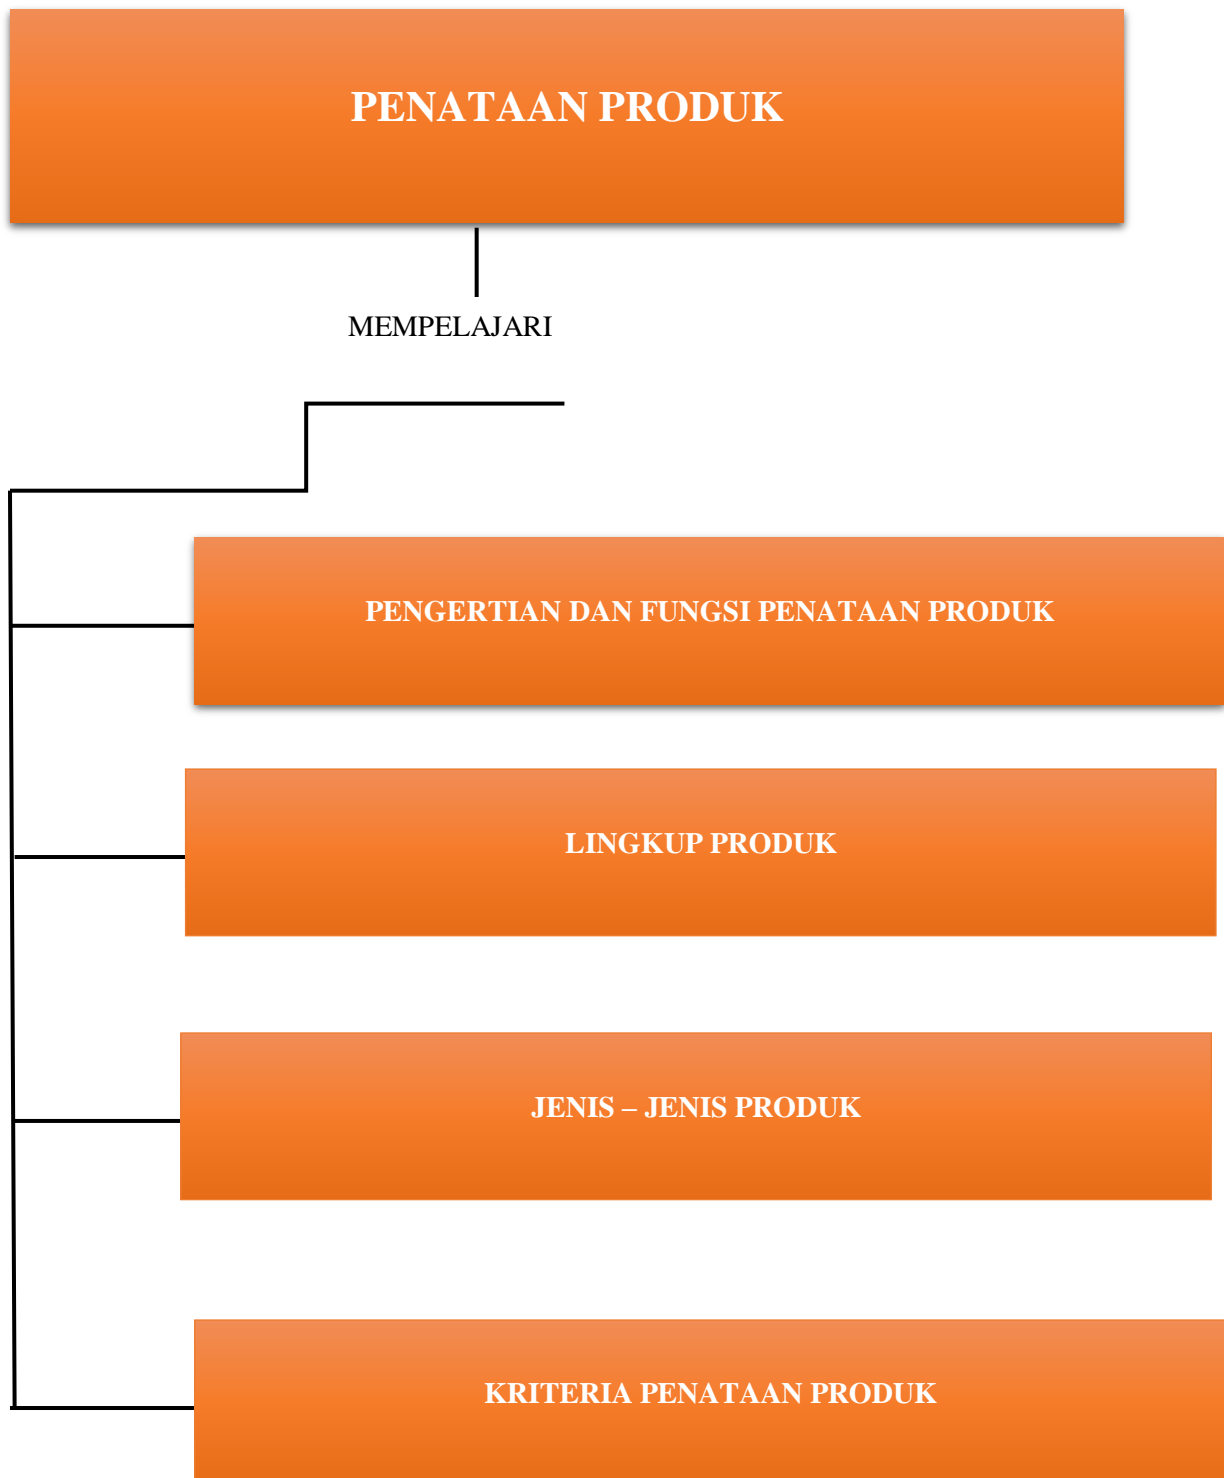 PENATAAN PRODUK
MEMPELAJARI
PENGERTIAN DAN FUNGSI PENATAAN PRODUK
LINGKUP PRODUK
JENIS – JENIS PRODUK
KRITERIA PENATAAN PRODUK